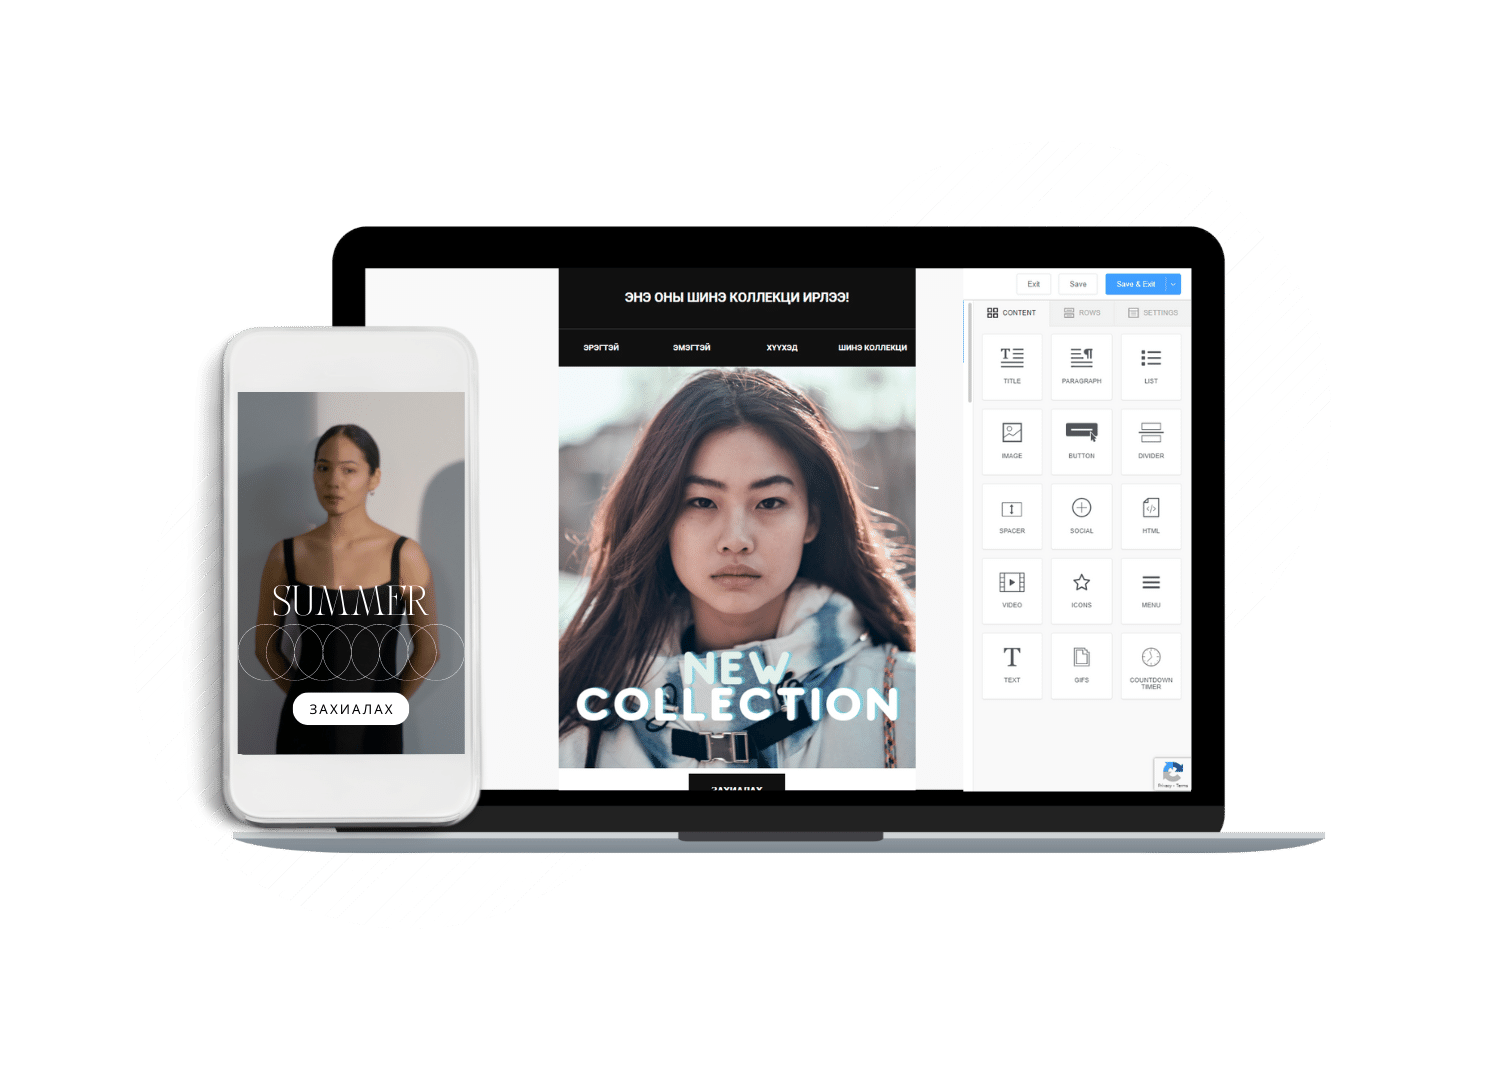 ЭНЭ ОНЫ ШИНЭ КОЛЛЕКЦИ ИРЛЭЭ!
ЭРЭГТЭЙ ЭМЭГТЭЙ ХҮҮХЭД ШИНЭ КОЛЛЕКЦИ
NEW
COLLECTION
ЗАХИАЛАХ
Exit Save Save & Exit
CONTENT ROWS SETTINGS
TITLE PARAGRAPH LIST
IMAGE BUTTON DIVIDER
SPACER SOCIAL HTML
VIDEO ICONS MENU
TEXT GIFS COUNTDOWN
TIMER
Privacy - Terms
SUMMER
ЗАХИАЛАХ